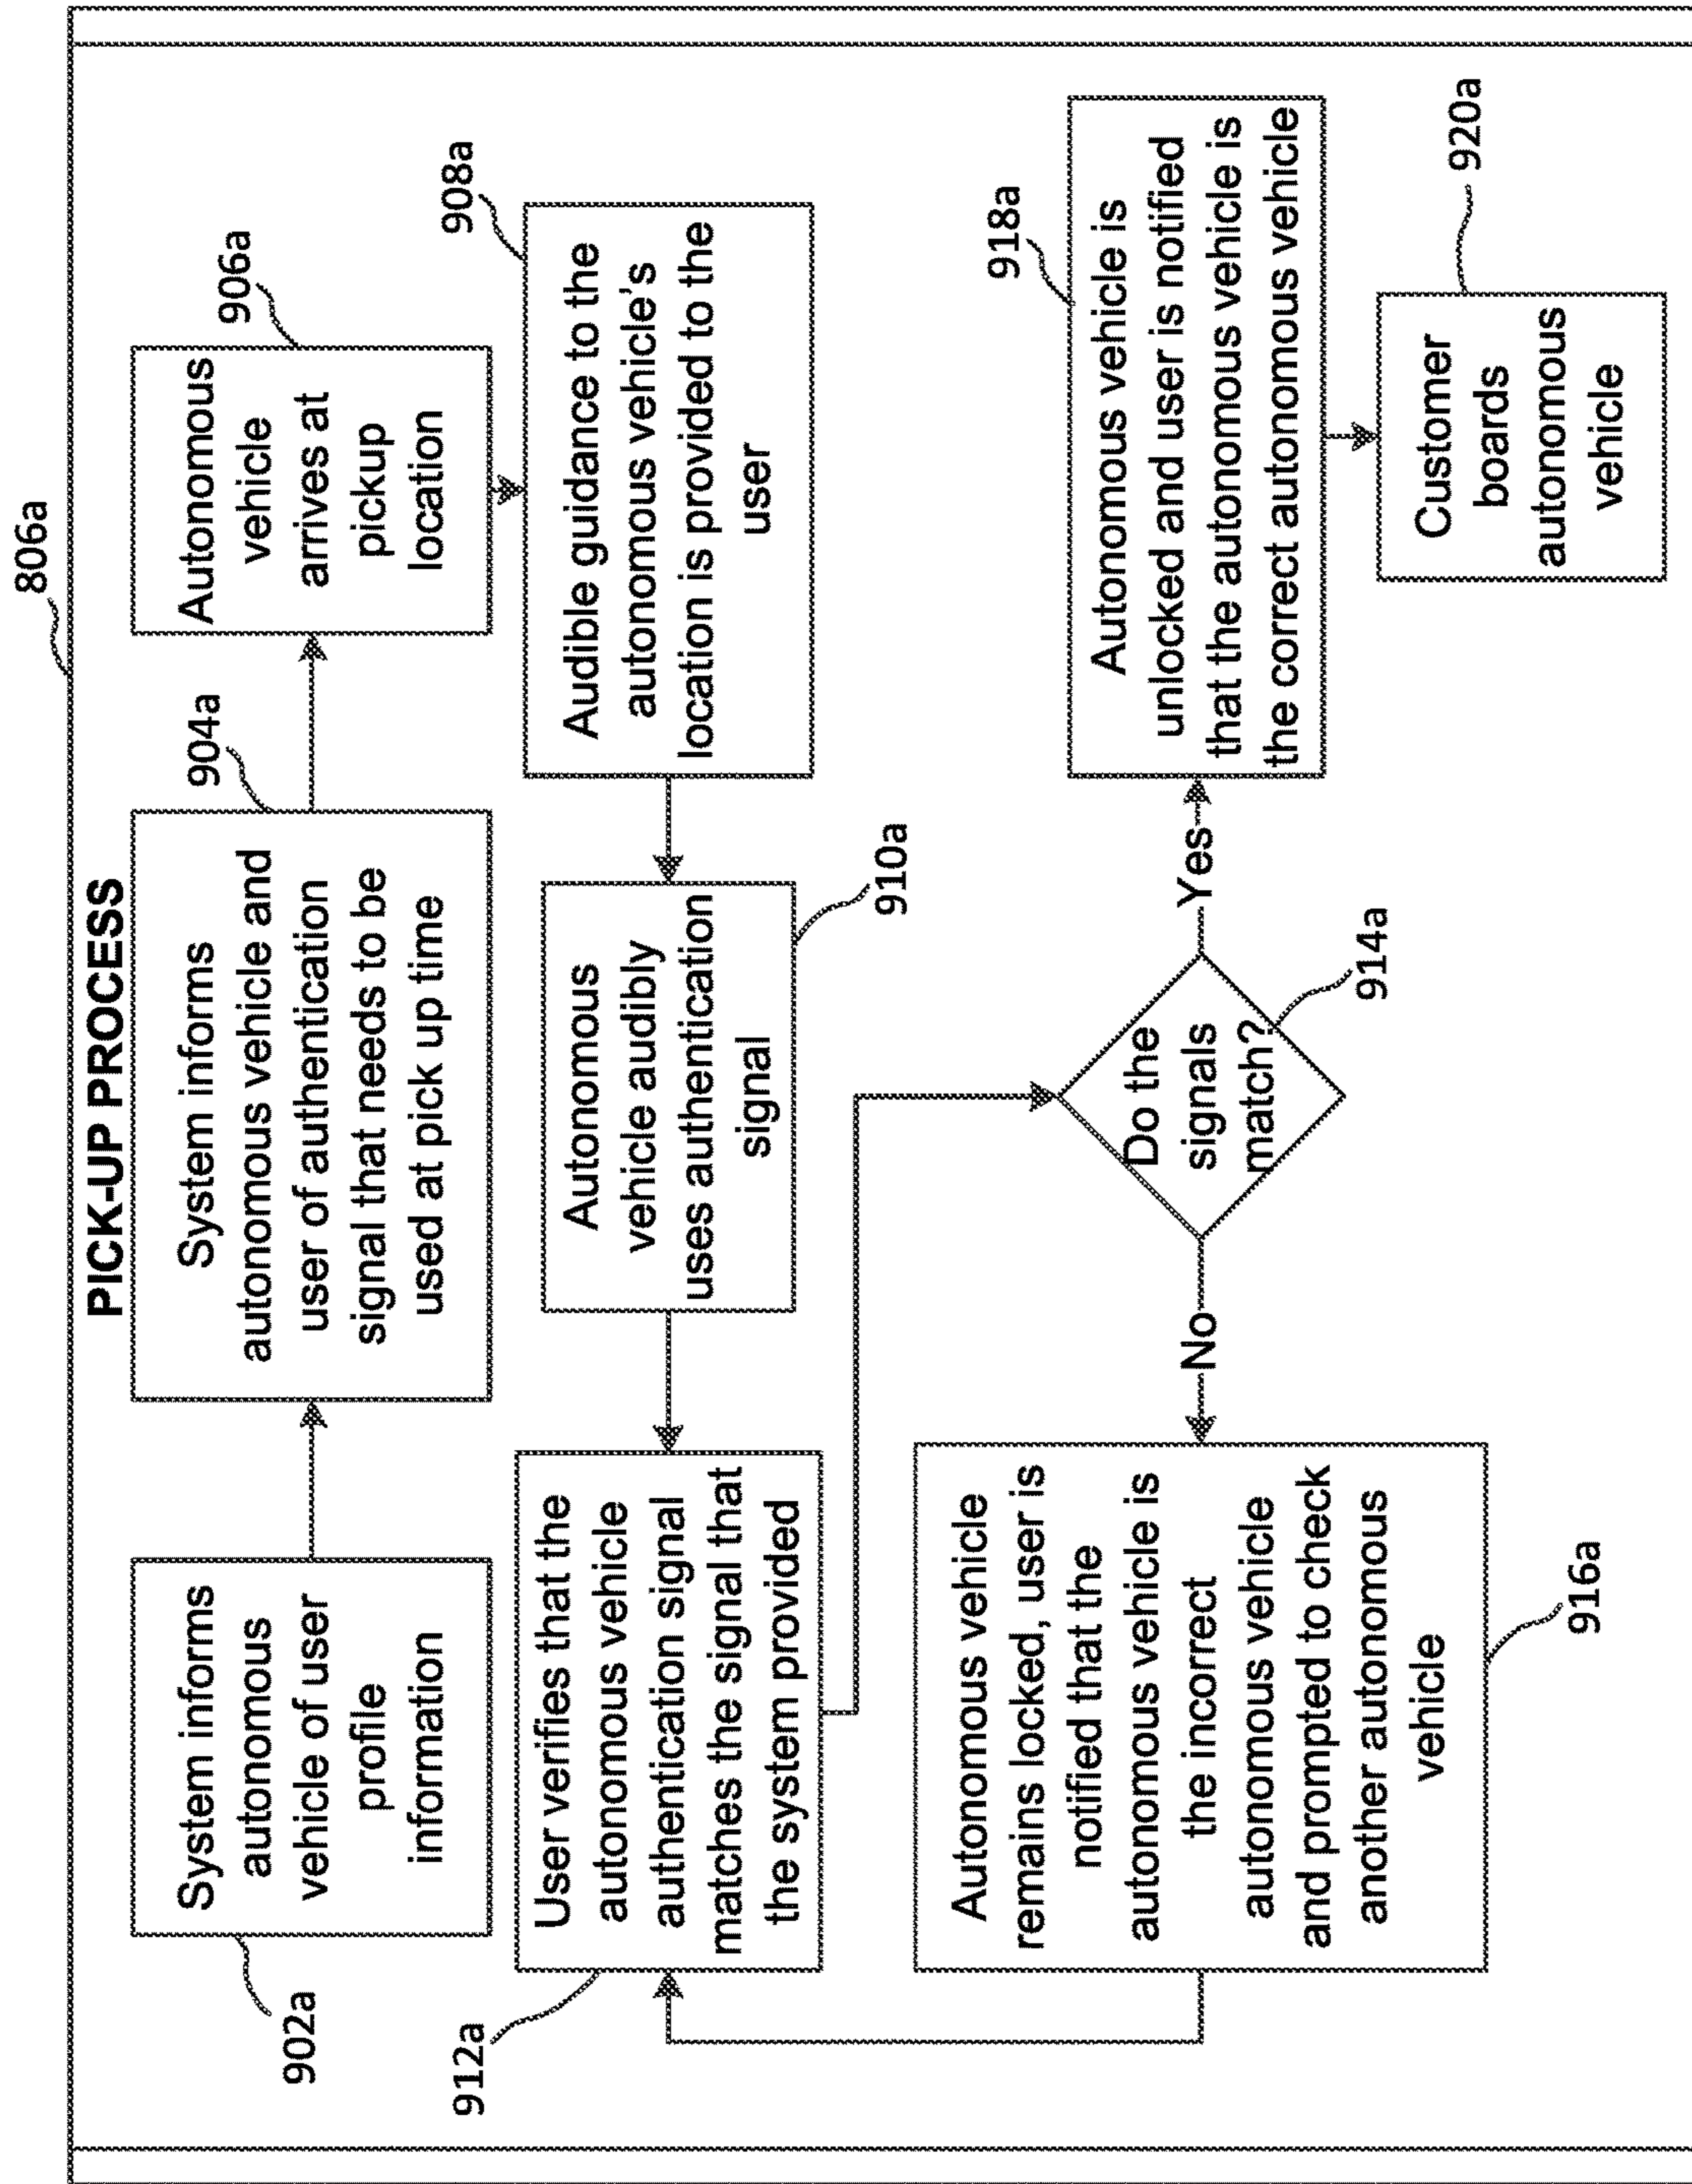 806a
PICK-UP PROCESS
902a
System informs
autonomous
vehicle of user
profile
information
904a
System informs
autonomous vehicle and
user of authentication
signal that needs to be
used at pick up time
906a
Autonomous
vehicle
arrives at
pickup
location
908a
Audible guidance to the
autonomous vehicle's
location is provided to the
user
910a
Autonomous
vehicle audibly
uses authentication
signal
912a
User verifies that the
autonomous vehicle
authentication signal
matches the signal that
the system provided
914a
Do the
signals
match?
No
Yes
916a
Autonomous vehicle
remains locked, user is
notified that the
autonomous vehicle is
the incorrect
autonomous vehicle
and prompted to check
another autonomous
vehicle
918a
Autonomous vehicle is
unlocked and user is notified
that the autonomous vehicle is
the correct autonomous vehicle
920a
Customer
boards
autonomous
vehicle